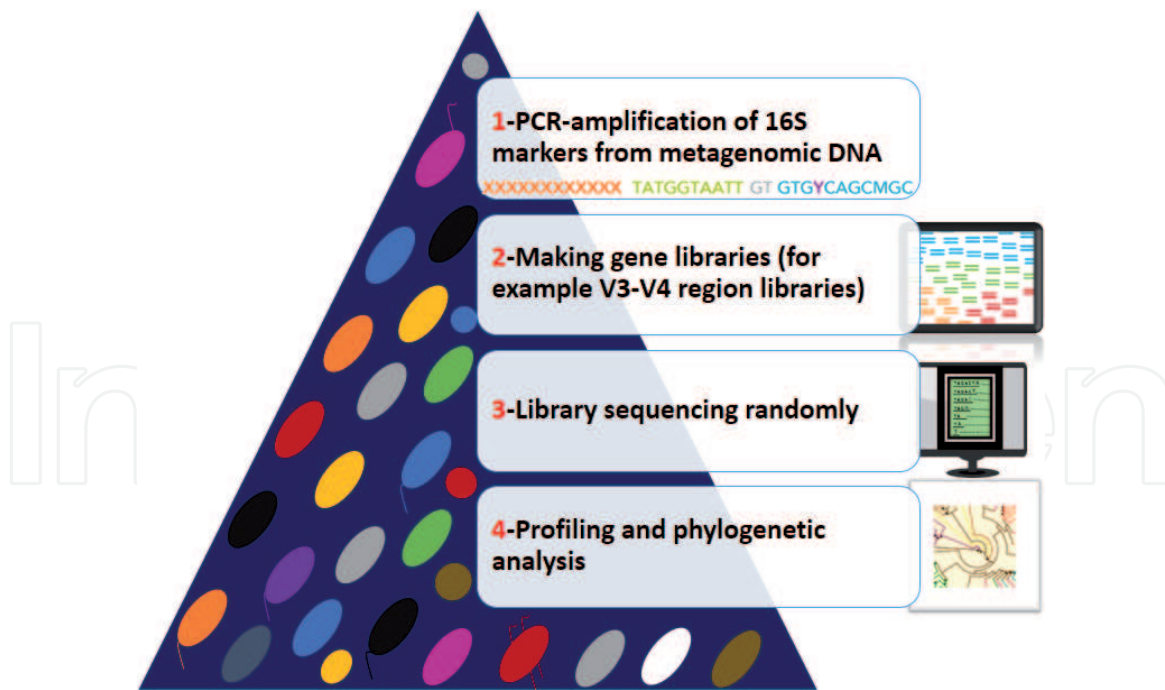 1-PCR-amplification of 16S
markers from metagenomic DNA
XXXXXXXXXXXX TATGGTAATT GT GTGYCAGCMGC
2-Making gene libraries (for
example V3-V4 region libraries)
3-Library sequencing randomly
4-Profiling and phylogenetic
analysis